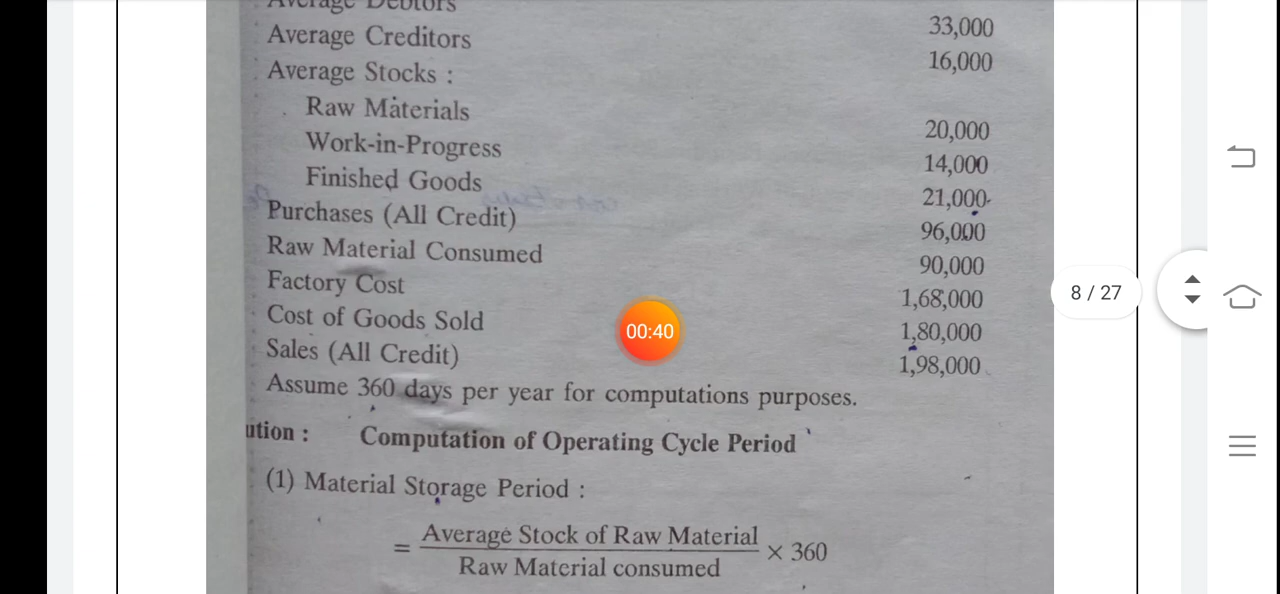 Average Debtors 33,000
Average Creditors 16,000
Average Stocks :
Raw Materials 20,000
Work-in-Progress 14,000
Finished Goods 21,000
Purchases (All Credit) 96,000
Raw Material Consumed 90,000
Factory Cost 1,68,000
Cost of Goods Sold 1,80,000
Sales (All Credit) 1,98,000
Assume 360 days per year for computations purposes.
ution : Computation of Operating Cycle Period
(1) Material Storage Period :
= Average Stock of Raw Material × 360
Raw Material consumed
00:40
8 / 27